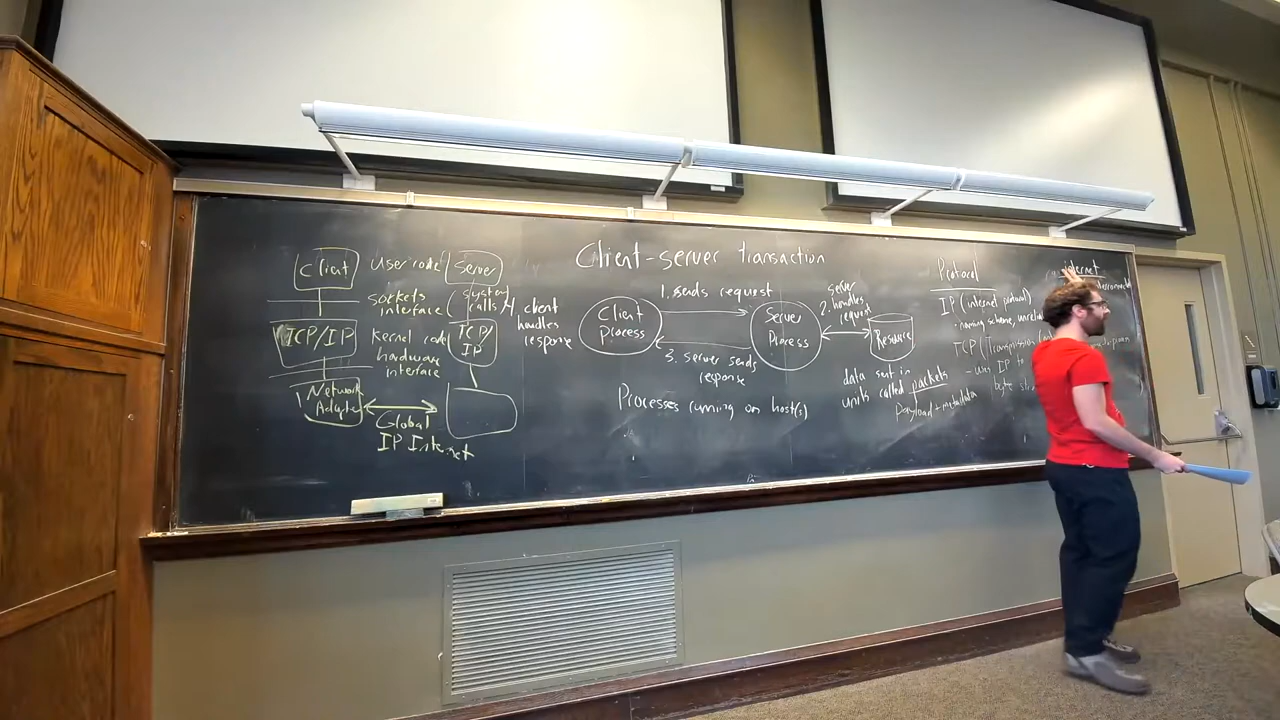 Client
User code
Server
Sockets
interface
(System
calls)
TCP/IP
Kernel code
hardware
interface
TCP/
IP
Network
Adapter
Global
IP Internet
Client-server transaction
1. sends request
4. client
handles
response
Client
Process
Server
Process
server
2. handles
request
Resource
3. server sends
response
Processes running on host(s)
data sent in
units called packets
Payload + metadata
Protocol
IP (internet protocol)
- naming scheme,
TCP (Transmission
- uses IP to
byte
internet